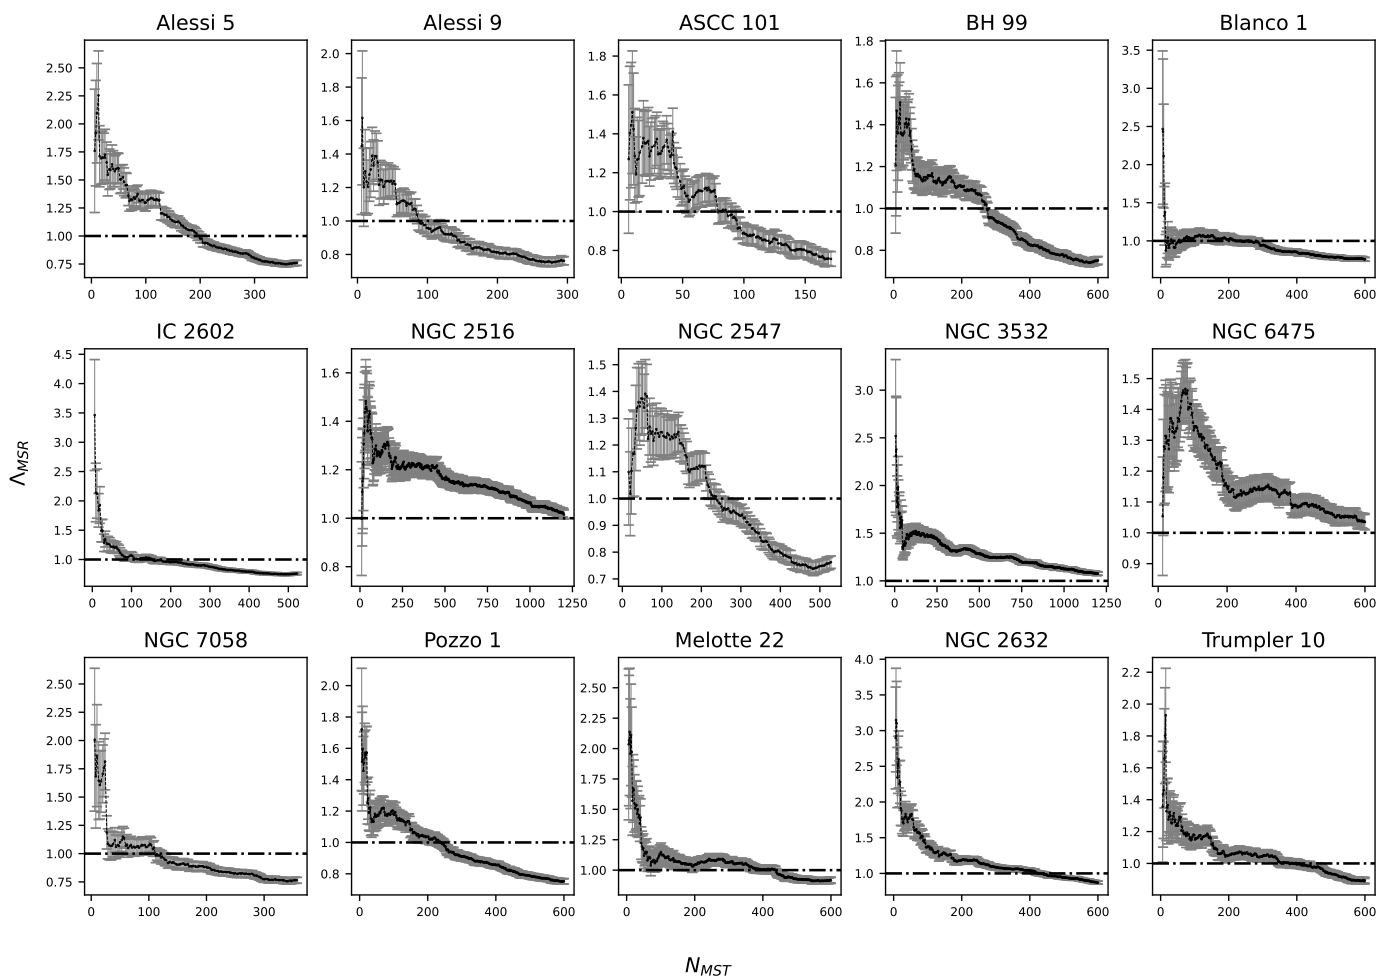 Alessi 5 Alessi 9 ASCC 101 BH 99 Blanco 1
2.50 2.25 2.00 1.75 1.50 1.25 1.00 0.75
2.0 1.8 1.6 1.4 1.2 1.0 0.8
1.8 1.6 1.4 1.2 1.0 0.8
1.8 1.6 1.4 1.2 1.0 0.8
3.5 3.0 2.5 2.0 1.5 1.0
0 100 200 300 0 100 200 300 0 50 100 150 0 200 400 600 0 200 400 600
IC 2602 NGC 2516 NGC 2547 NGC 3532 NGC 6475
Λ_MSR
4.5 4.0 3.5 3.0 2.5 2.0 1.5 1.0
1.6 1.4 1.2 1.0 0.8
1.5 1.4 1.3 1.2 1.1 1.0 0.9 0.8 0.7
3.0 2.5 2.0 1.5 1.0
1.5 1.4 1.3 1.2 1.1 1.0 0.9
0 100 200 300 400 500 0 250 500 750 1000 1250 0 100 200 300 400 500 0 250 500 750 1000 1250 0 200 400 600
NGC 7058 Pozzo 1 Melotte 22 NGC 2632 Trumpler 10
2.50 2.25 2.00 1.75 1.50 1.25 1.00 0.75
2.0 1.8 1.6 1.4 1.2 1.0 0.8
2.50 2.25 2.00 1.75 1.50 1.25 1.00
4.0 3.5 3.0 2.5 2.0 1.5 1.0
2.2 2.0 1.8 1.6 1.4 1.2 1.0
0 100 200 300 0 200 400 600 0 200 400 600 0 200 400 600 0 200 400 600
N_MST